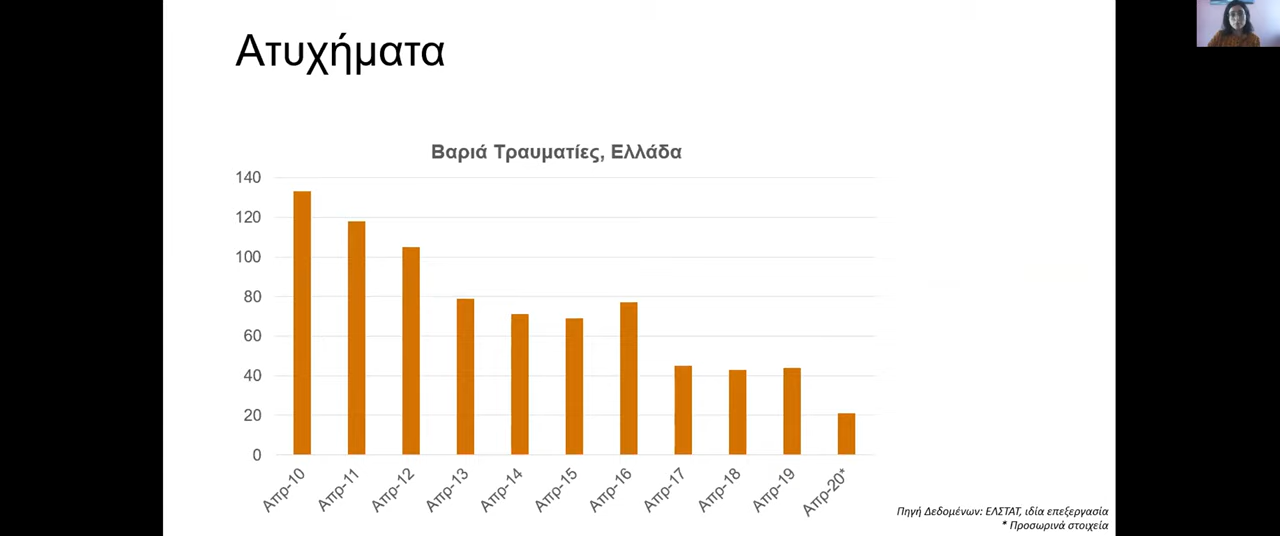 Ατυχήματα
Βαριά Τραυματίες, Ελλάδα
140
120
100
80
60
40
20
0
Απρ-10
Απρ-11
Απρ-12
Απρ-13
Απρ-14
Απρ-15
Απρ-16
Απρ-17
Απρ-18
Απρ-19
Απρ-20*
Πηγή Δεδομένων: ΕΛΣΤΑΤ, ιδία επεξεργασία
* Προσωρινά στοιχεία